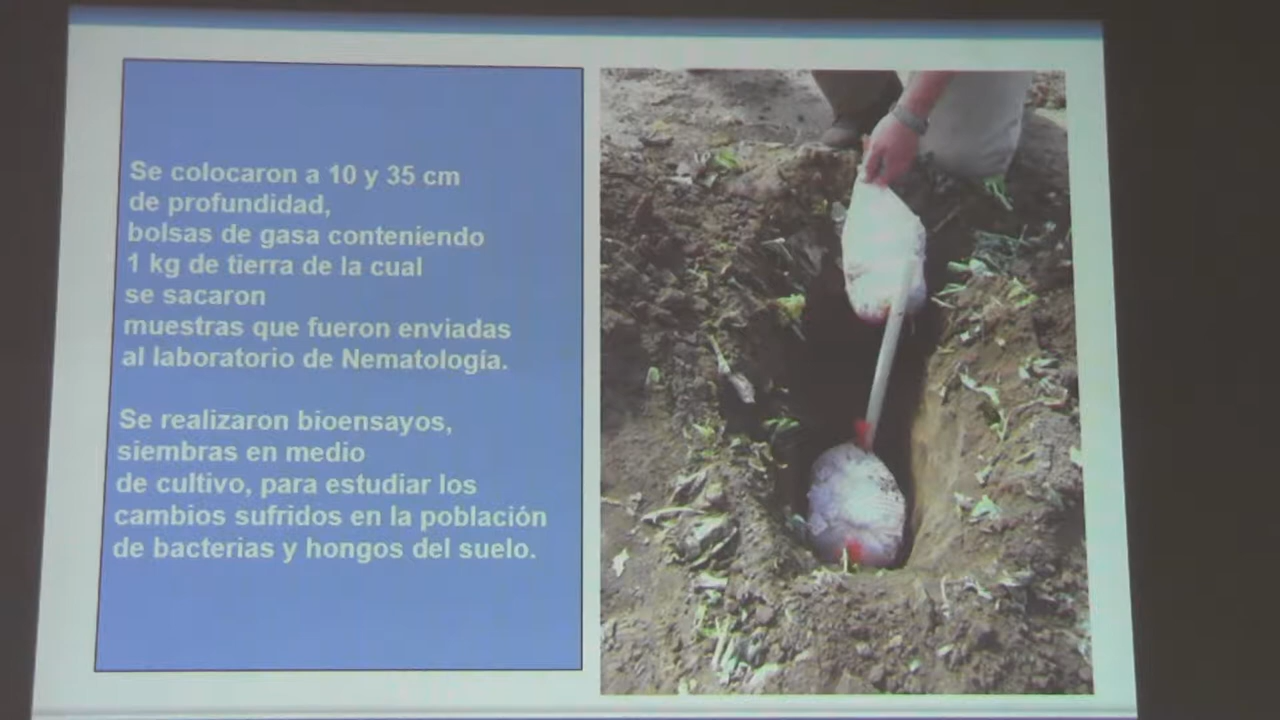 Se colocaron a 10 y 35 cm
de profundidad,
bolsas de gasa conteniendo
1 kg de tierra de la cual
se sacaron
muestras que fueron enviadas
al laboratorio de Nematología.
Se realizaron bioensayos,
siembras en medio
de cultivo, para estudiar los
cambios sufridos en la población
de bacterias y hongos del suelo.